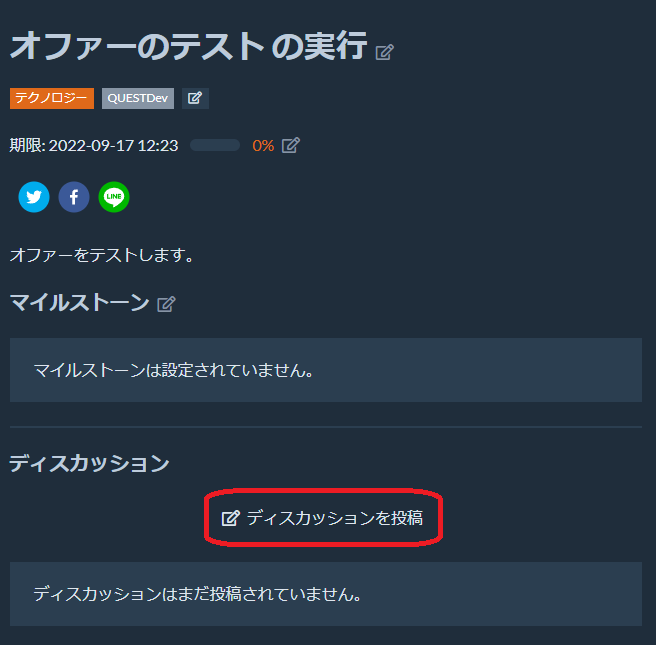 オファーのテスト の実行
テクノロジー QUESTDev
期限: 2022-09-17 12:23 0%
LINE
オファーをテストします。
マイルストーン
マイルストーンは設定されていません。
ディスカッション
ディスカッションを投稿
ディスカッションはまだ投稿されていません。